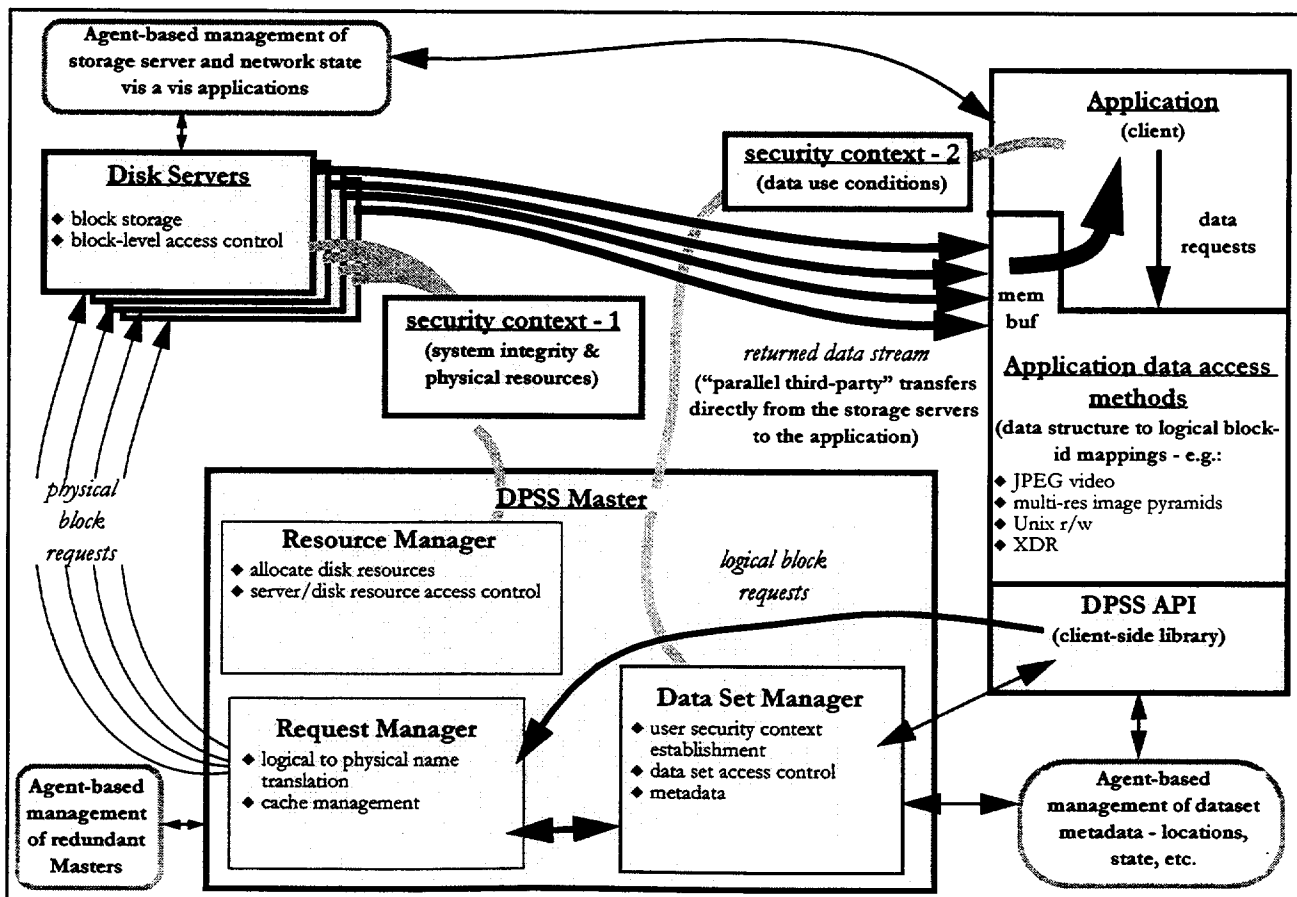 Agent-based management of
storage server and network state
vis a vis applications
Disk Servers
◆ block storage
◆ block-level access control
security context - 2
(data use conditions)
Application
(client)
data
requests
mem
buf
security context - 1
(system integrity &
physical resources)
returned data stream
("parallel third-party" transfers
directly from the storage servers
to the application)
Application data access
methods
(data structure to logical block-
id mappings - e.g.:
◆ JPEG video
◆ multi-res image pyramids
◆ Unix r/w
◆ XDR
physical
block
requests
DPSS Master
Resource Manager
◆ allocate disk resources
◆ server/disk resource access control
logical block
requests
DPSS API
(client-side library)
Request Manager
◆ logical to physical name
translation
◆ cache management
Data Set Manager
◆ user security context
establishment
◆ data set access control
◆ metadata
Agent-based
management
of redundant
Masters
Agent-based
management of dataset
metadata - locations,
state, etc.